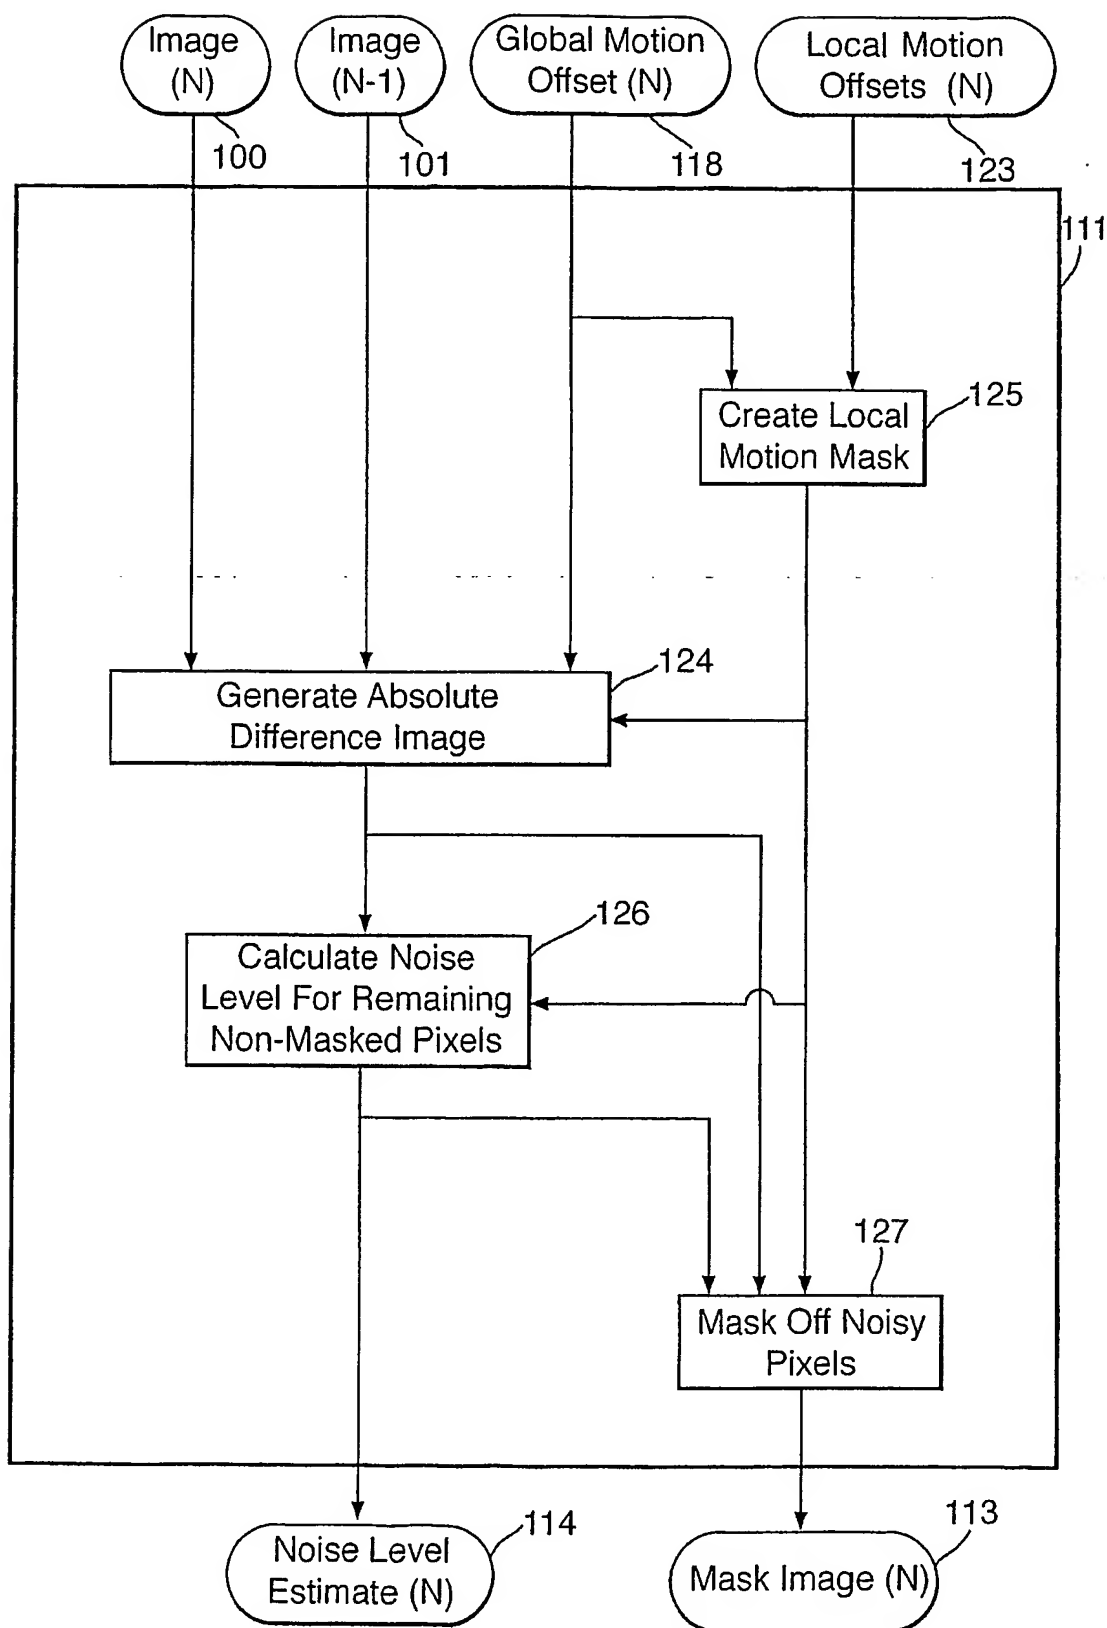 Image
(N)
Image
(N-1)
Global Motion
Offset (N)
Local Motion
Offsets (N)
100
101
118
123
111
Create Local
Motion Mask
125
124
Generate Absolute
Difference Image
126
Calculate Noise
Level For Remaining
Non-Masked Pixels
127
Mask Off Noisy
Pixels
114
Noise Level
Estimate (N)
113
Mask Image (N)